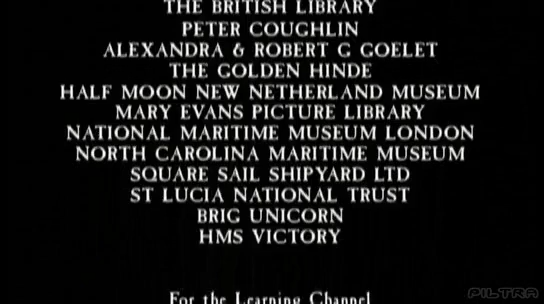 THE BRITISH LIBRARY
PETER COUGHLIN
ALEXANDRA & ROBERT G GOELET
THE GOLDEN HINDE
HALF MOON NEW NETHERLAND MUSEUM
MARY EVANS PICTURE LIBRARY
NATIONAL MARITIME MUSEUM LONDON
NORTH CAROLINA MARITIME MUSEUM
SQUARE SAIL SHIPYARD LTD
ST LUCIA NATIONAL TRUST
BRIG UNICORN
HMS VICTORY
For the Learning Channel
PILTRA